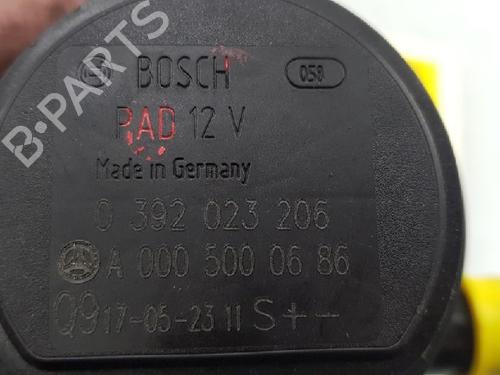 BOSCH 058
PAD 12 V
Made in Germany
0 392 023 206
A 000 500 06 86
Q9 17-05-23 11 S + -
B-PARTS